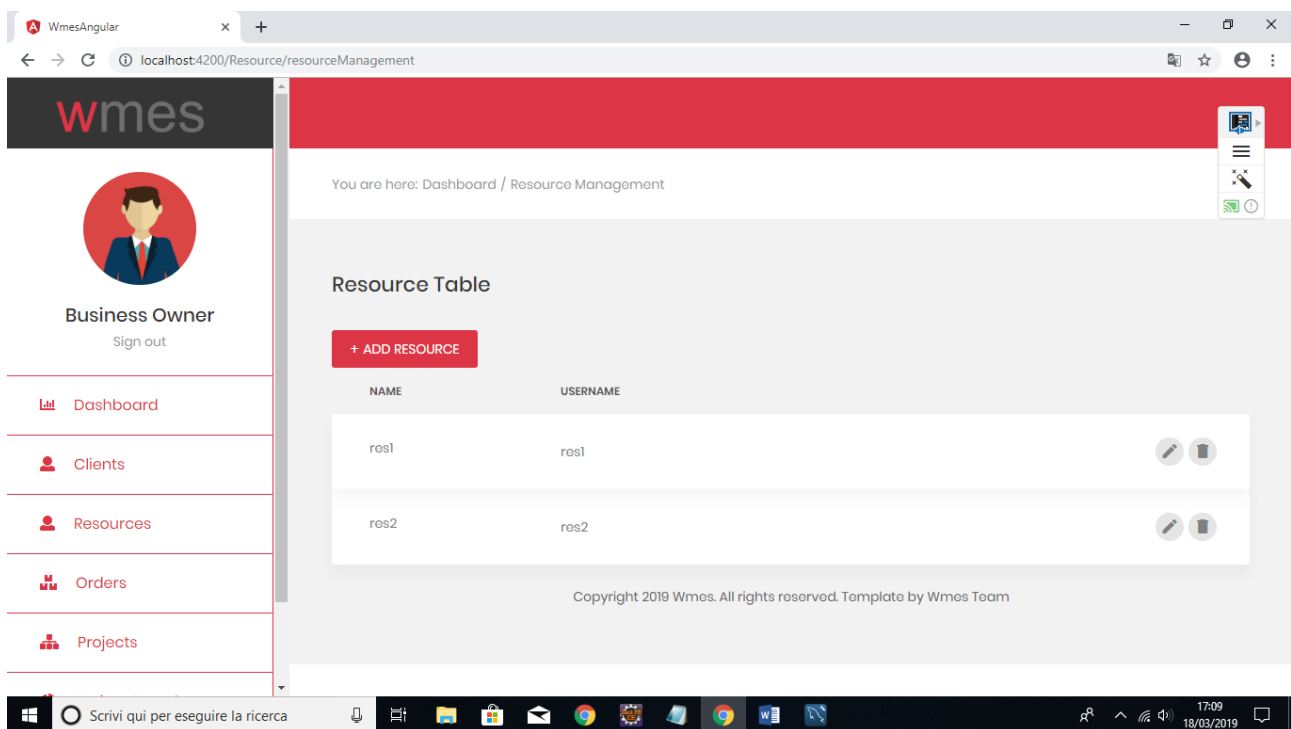 WmesAngular
localhost:4200/Resource/resourceManagement
wmes
You are here: Dashboard / Resource Management
Business Owner
Sign out
Dashboard
Clients
Resources
Orders
Projects
Resource Table
+ ADD RESOURCE
NAME USERNAME
res1 res1
res2 res2
Copyright 2019 Wmes. All rights reserved. Template by Wmes Team
Scrivi qui per eseguire la ricerca
17:09
18/03/2019